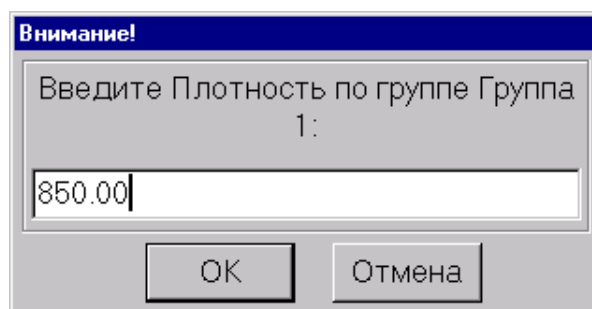 Внимание!
Введите Плотность по группе Группа
1:
850.00
OK
Отмена